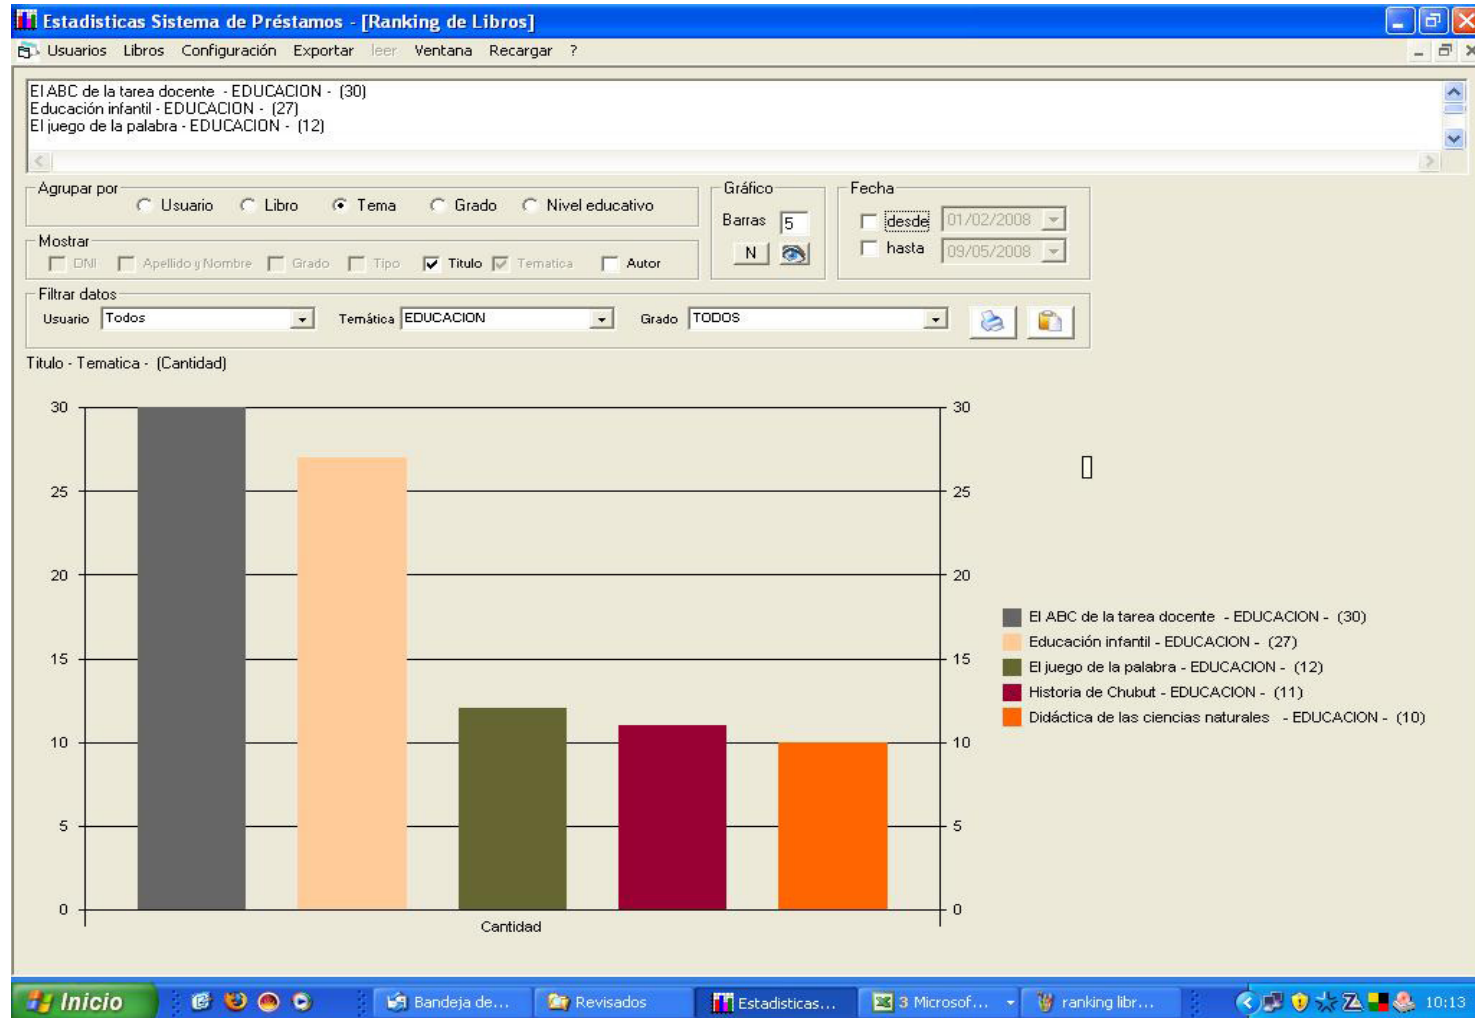 Estadisticas Sistema de Préstamos - [Ranking de Libros]
Usuarios Libros Configuración Exportar leer Ventana Recargar ?
El ABC de la tarea docente - EDUCACION - (30)
Educación infantil - EDUCACION - (27)
El juego de la palabra - EDUCACION - (12)
Agrupar por
Usuario Libro Tema Grado Nivel educativo
Mostrar
DNI Apellido y Nombre Grado Tipo Titulo Tematica Autor
Gráfico
Barras 5
N
Fecha
desde 01/02/2008
hasta 09/05/2008
Filtrar datos
Usuario Todos Temática EDUCACION Grado TODOS
Titulo - Tematica - (Cantidad)
30 30
25 25
20 20
15 15
10 10
5 5
0 0
Cantidad
El ABC de la tarea docente - EDUCACION - (30)
Educación infantil - EDUCACION - (27)
El juego de la palabra - EDUCACION - (12)
Historia de Chubut - EDUCACION - (11)
Didáctica de las ciencias naturales - EDUCACION - (10)
Inicio Bandeja de... Revisados Estadisticas... 3 Microsof... ranking libr... 10:13